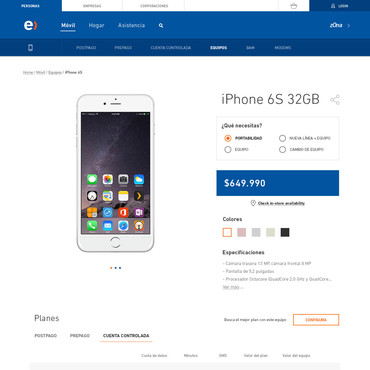 PERSONAS EMPRESAS CORPORACIONES LOGIN
e) Móvil Hogar Asistencia zOna
POSTPAGO PREPAGO CUENTA CONTROLADA EQUIPOS BAM MODEMS
Home / Móvil / Equipos / iPhone 6S
iPhone 6S 32GB
¿Qué necesitas?
PORTABILIDAD NUEVA LÍNEA + EQUIPO
EQUIPO CAMBIO DE EQUIPO
$649.990
Check in-store availability
Colores
Especificaciones
- Cámara trasera 12 MP, cámara frontal 8 MP
- Pantalla de 5,2 pulgadas
- Procesador Octacore (QuadCore 2,0 GHz y QuadCore...
Ver más...
Planes
Busca el mejor plan con este equipo CONFIGURA
POSTPAGO PREPAGO CUENTA CONTROLADA
Cuota de datos Minutos SMS Valor del plan Valor del equipo